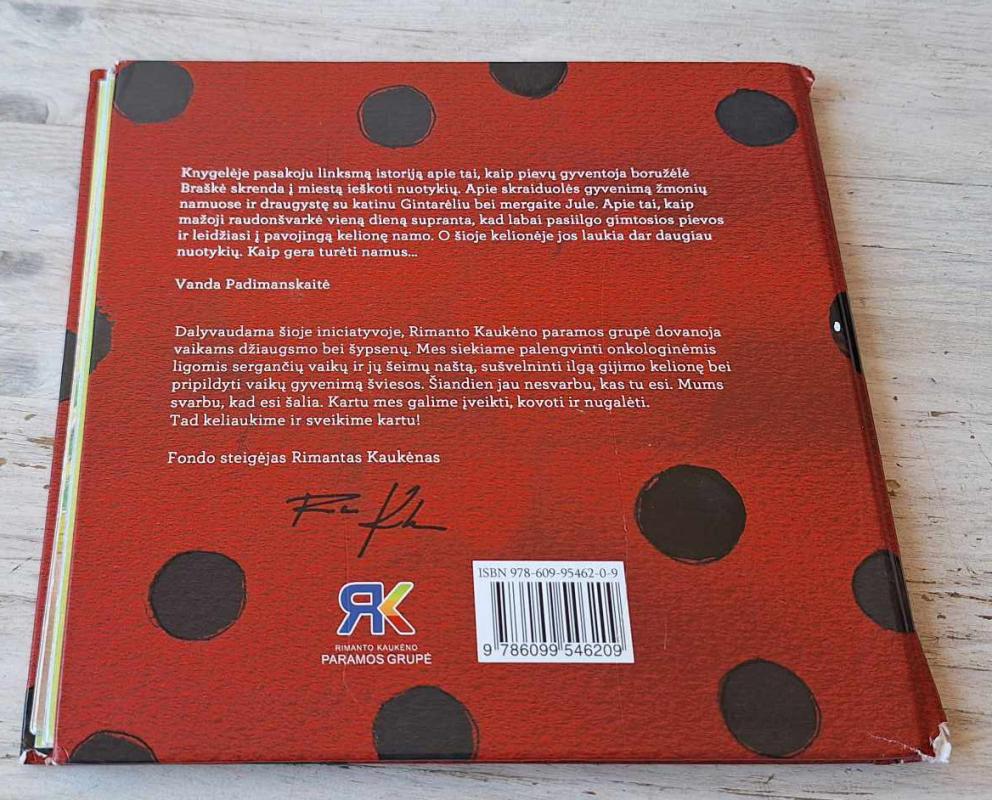 Knygelėje pasakoju linksmą istoriją apie tai, kaip pievų gyventoja boružėlė
Braškė skrenda į miestą ieškoti nuotykių. Apie skraiduolės gyvenimą žmonių
namuose ir draugystę su katinu Gintarėliu bei mergaite Jule. Apie tai, kaip
mažoji raudonšvarkė vieną dieną supranta, kad labai pasiilgo gimtosios pievos
ir leidžiasi į pavojingą kelionę namo. O šioje kelionėje jos laukia dar daugiau
nuotykių. Kaip gera turėti namus...
Vanda Padimanskaitė
Dalyvaudama šioje iniciatyvoje, Rimanto Kaukėno paramos grupė dovanoja
vaikams džiaugsmo bei šypsenų. Mes siekiame palengvinti onkologinėmis
ligomis sergančių vaikų ir jų šeimų naštą, sušvelninti ilgą gijimo kelionę bei
pripildyti vaikų gyvenimą šviesos. Šiandien jau nesvarbu, kas tu esi. Mums
svarbu, kad esi šalia. Kartu mes galime įveikti, kovoti ir nugalėti.
Tad keliaukime ir sveikime kartu!
Fondo steigėjas Rimantas Kaukėnas
RK
RIMANTO KAUKĖNO
PARAMOS GRUPĖ
ISBN 978-609-95462-0-9
9 786099 546209